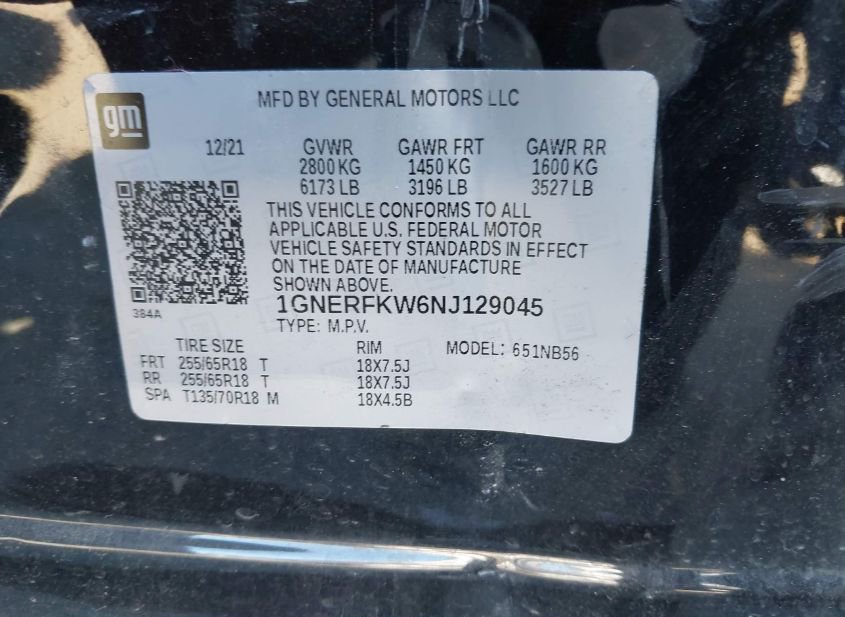 gm
MFD BY GENERAL MOTORS LLC
12/21 GVWR GAWR FRT GAWR RR
2800 KG 1450 KG 1600 KG
6173 LB 3196 LB 3527 LB
THIS VEHICLE CONFORMS TO ALL
APPLICABLE U.S. FEDERAL MOTOR
VEHICLE SAFETY STANDARDS IN EFFECT
ON THE DATE OF MANUFACTURE
SHOWN ABOVE.
384A
1GNERFKW6NJ129045
TYPE: M.P.V.
TIRE SIZE RIM MODEL: 651NB56
FRT 255/65R18 T 18X7.5J
RR 255/65R18 T 18X7.5J
SPA T135/70R18 M 18X4.5B